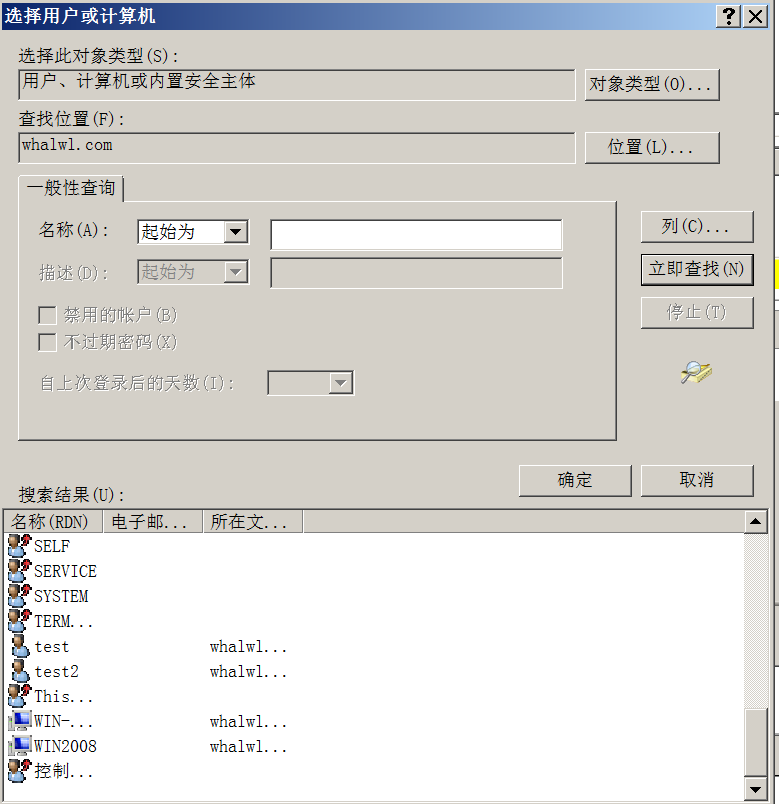 选择用户或计算机
选择此对象类型(S):
用户、计算机或内置安全主体
对象类型(O)...
查找位置(F):
whalwl.com
位置(L)...
一般性查询
名称(A): 起始为
列(C)...
描述(D): 起始为
立即查找(N)
禁用的帐户(B)
停止(T)
不过期密码(X)
自上次登录后的天数(I):
确定 取消
搜索结果(U):
名称(RDN) 电子邮... 所在文...
SELF
SERVICE
SYSTEM
TERM...
test whalwl...
test2 whalwl...
This...
WIN-... whalwl...
WIN2008 whalwl...
控制...